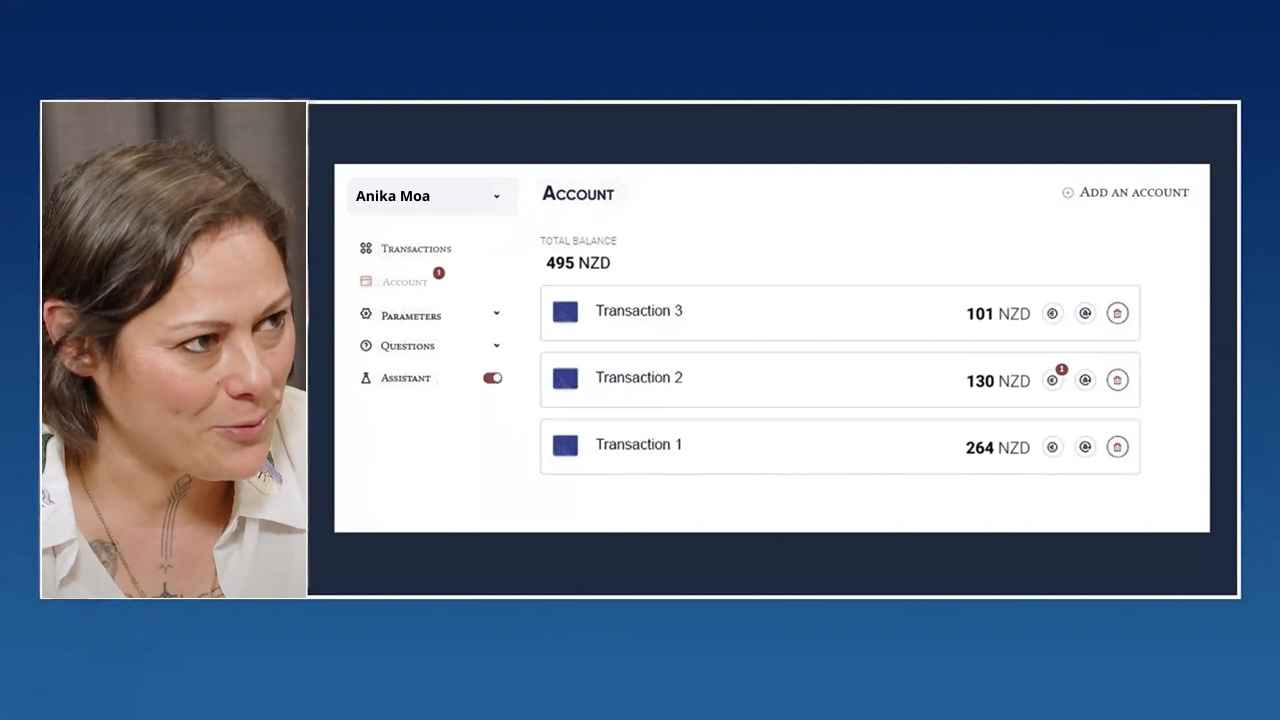 Anika Moa
Account
Add an account
Transactions
Account
1
Parameters
Questions
Assistant
TOTAL BALANCE
495 NZD
Transaction 3
101 NZD
Transaction 2
130 NZD
1
Transaction 1
264 NZD